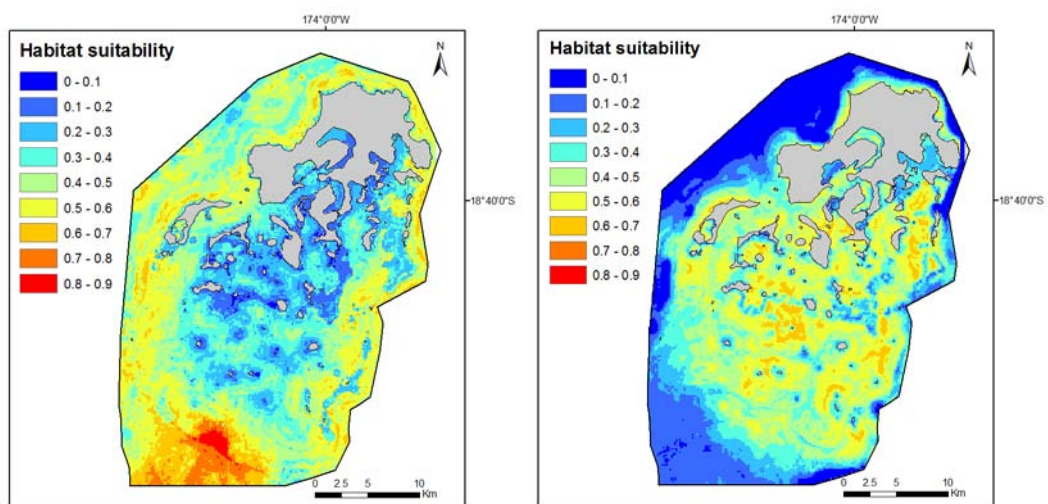 174°0'0"W
Habitat suitability
N
0 - 0.1
0.1 - 0.2
0.2 - 0.3
0.3 - 0.4
0.4 - 0.5
0.5 - 0.6
0.6 - 0.7
0.7 - 0.8
0.8 - 0.9
18°40'0"S
0 2.5 5 10
Km
174°0'0"W
Habitat suitability
N
0 - 0.1
0.1 - 0.2
0.2 - 0.3
0.3 - 0.4
0.4 - 0.5
0.5 - 0.6
0.6 - 0.7
0.7 - 0.8
0.8 - 0.9
18°40'0"S
0 2.5 5 10
Km